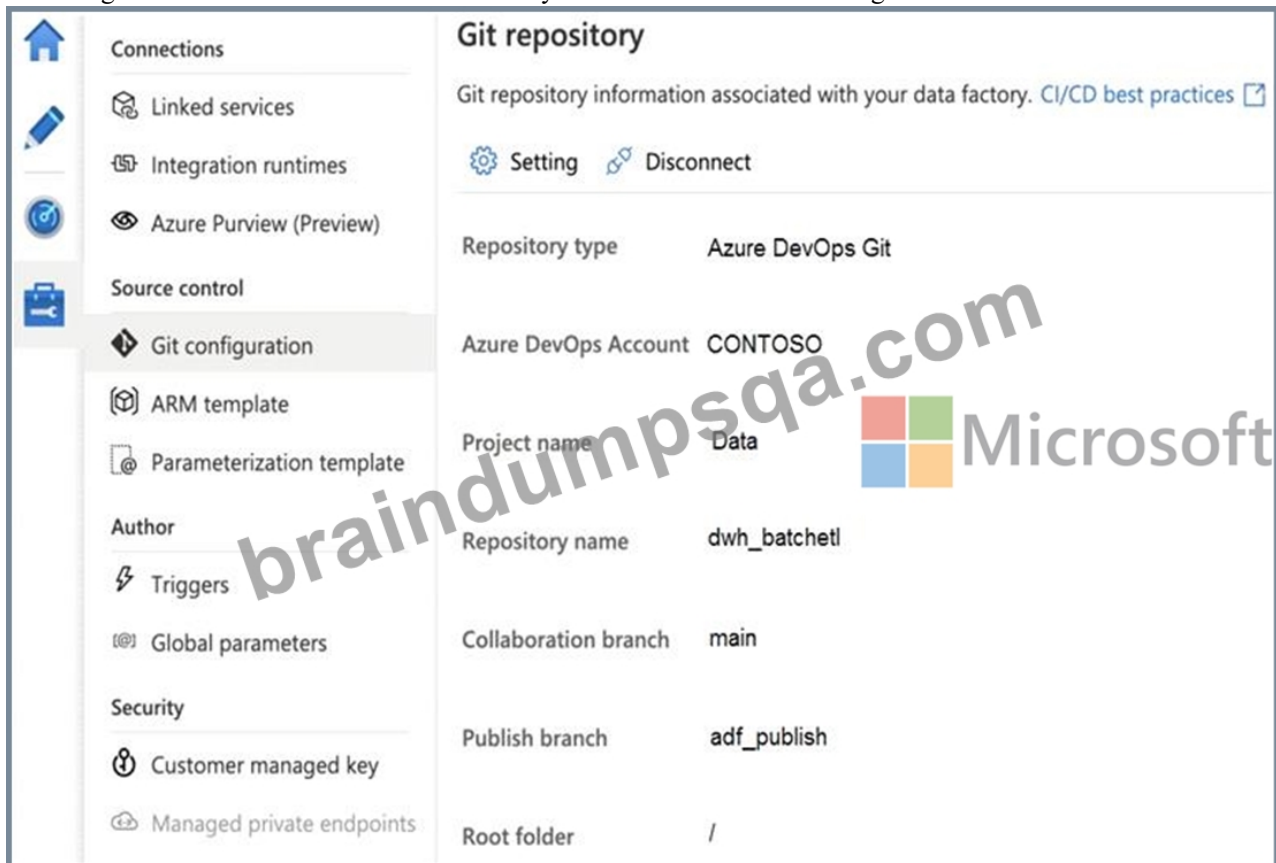 Connections
Linked services
Integration runtimes
Azure Purview (Preview)
Source control
Git configuration
ARM template
Parameterization template
Author
Triggers
Global parameters
Security
Customer managed key
Managed private endpoints
Git repository
Git repository information associated with your data factory. CI/CD best practices
Setting Disconnect
Repository type Azure DevOps Git
Azure DevOps Account CONTOSO
Project name Data
Repository name dwh_batchetl
Collaboration branch main
Publish branch adf_publish
Root folder /
braindumpsqa.com
Microsoft